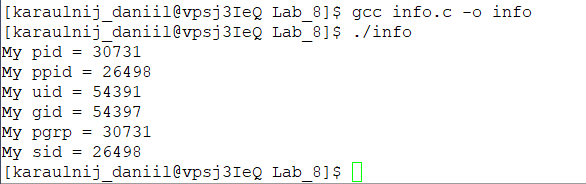 [karaulnij_daniil@vpsj3IeQ Lab_8]$ gcc info.c -o info
[karaulnij_daniil@vpsj3IeQ Lab_8]$ ./info
My pid = 30731
My ppid = 26498
My uid = 54391
My gid = 54397
My pgrp = 30731
My sid = 26498
[karaulnij_daniil@vpsj3IeQ Lab_8]$